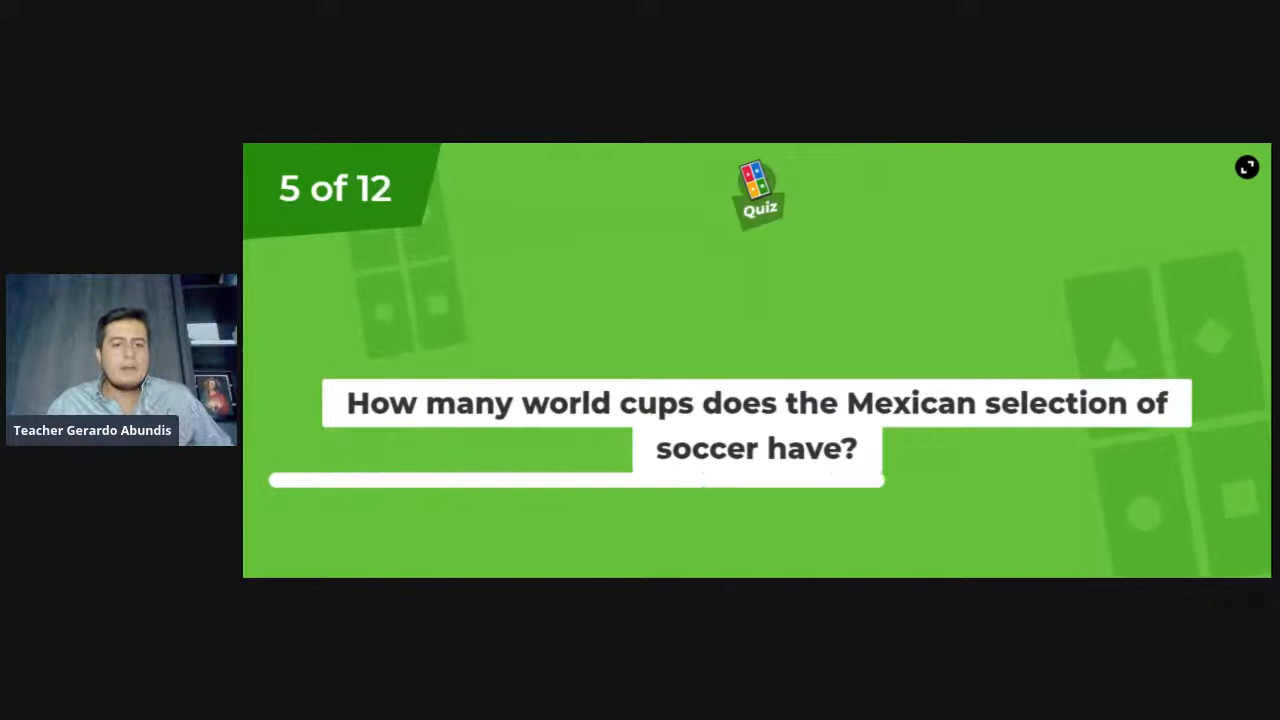 5 of 12
Quiz
How many world cups does the Mexican selection of
soccer have?
Teacher Gerardo Abundis